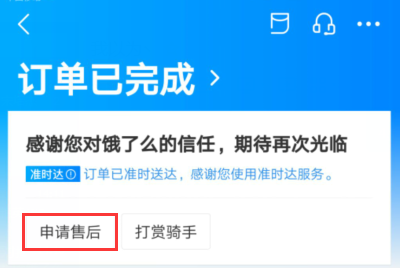 订单已完成
感谢您对饿了么的信任，期待再次光临
准时达 订单已准时送达，感谢您使用准时达服务。
申请售后 打赏骑手